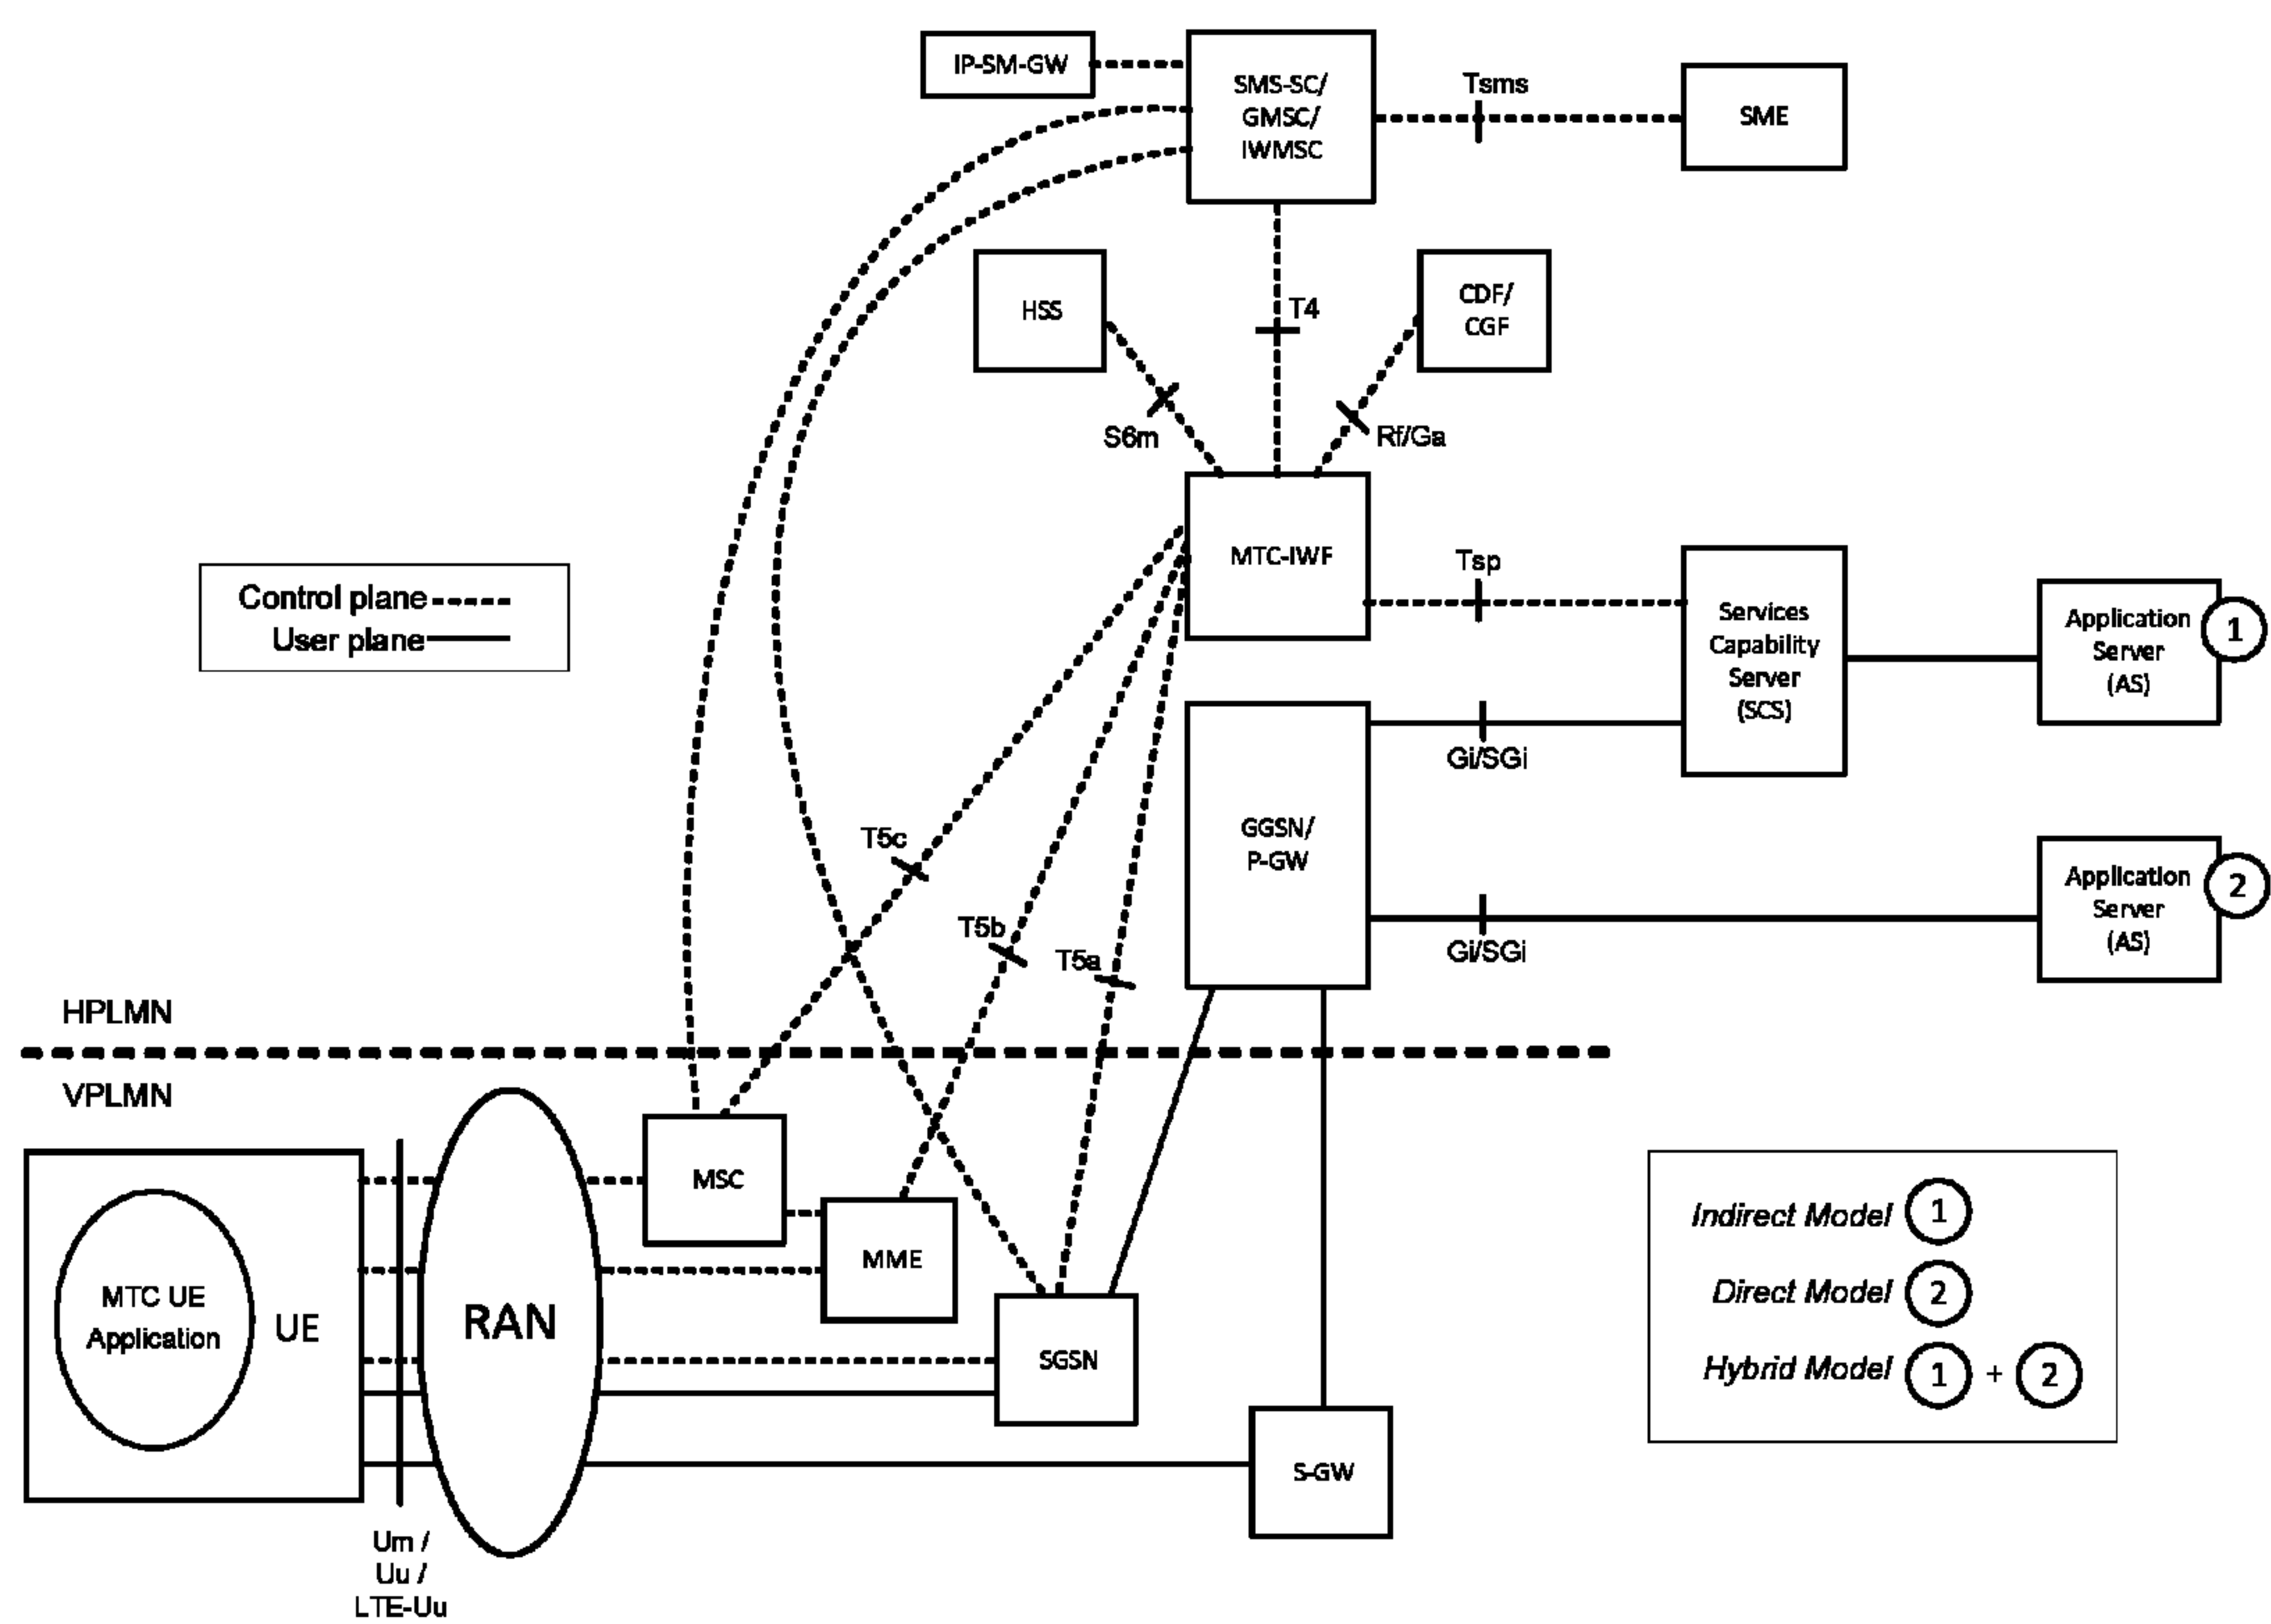 IP-SM-GW
SMS-SC/
GMSC/
IWMSC
Tsms
SME
HSS
T4
CDF/
CGF
S6m
Rf/Ga
MTC-IWF
Tsp
Services
Capability
Server
(SCS)
Application
Server
(AS)
1
Control plane
User plane
Gi/SGi
GGSN/
P-GW
T5c
T5b
T5a
Application
Server
(AS)
2
Gi/SGi
HPLMN
VPLMN
MSC
MME
SGSN
S-GW
MTC UE
Application
UE
RAN
Um /
Uu /
LTE-Uu
Indirect Model 1
Direct Model 2
Hybrid Model 1 + 2